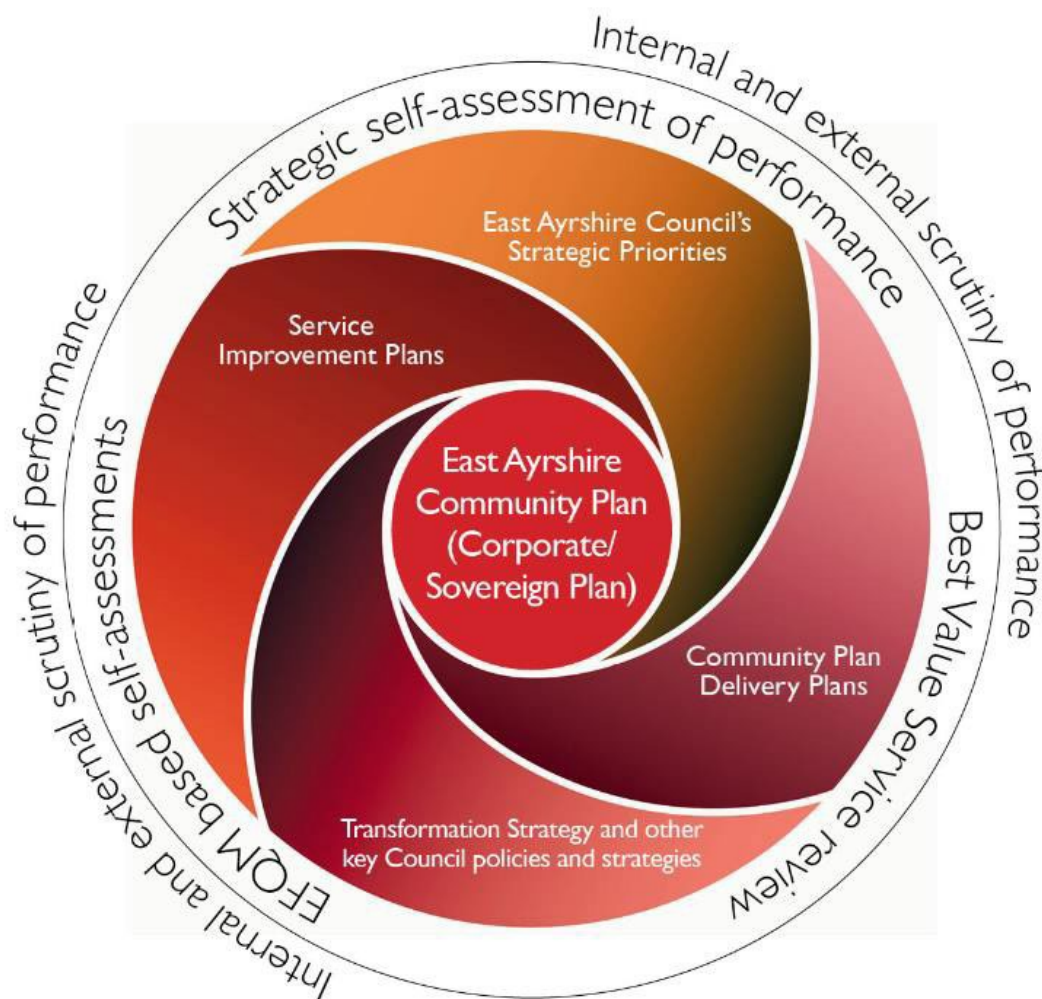 Internal and external scrutiny of performance
Strategic self-assessment of performance
East Ayrshire Council's
Strategic Priorities
Service
Improvement Plans
East Ayrshire
Community Plan
(Corporate/
Sovereign Plan)
Community Plan
Delivery Plans
Transformation Strategy and other
key Council policies and strategies
Best Value Service review
EFQM based self-assessments
Internal and external scrutiny of performance